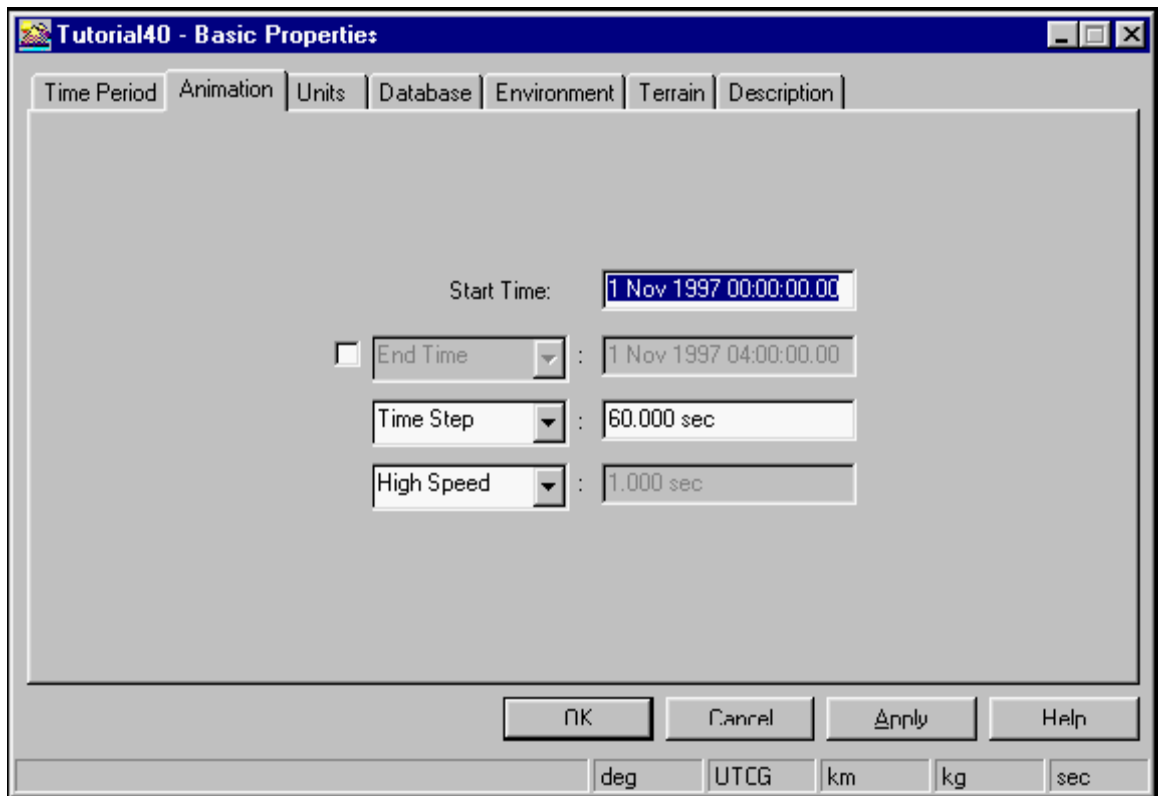 Tutorial40 - Basic Properties
Time Period Animation Units Database Environment Terrain Description
Start Time: 1 Nov 1997 00:00:00.00
End Time : 1 Nov 1997 04:00:00.00
Time Step : 60.000 sec
High Speed : 1.000 sec
OK Cancel Apply Help
deg UTCG km kg sec